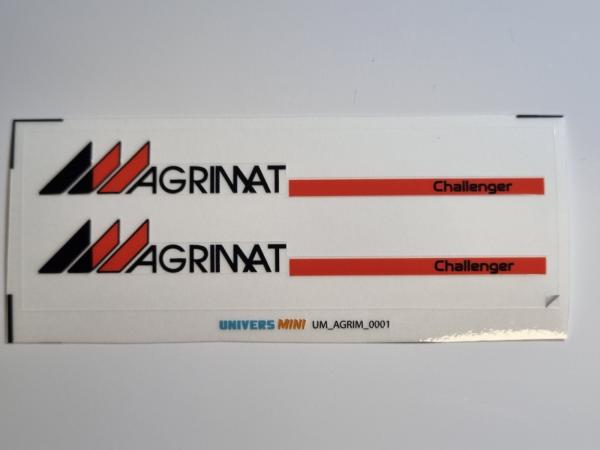 AGRIMAT Challenger
AGRIMAT Challenger
UNIVERS MINI UM_AGRIM_0001